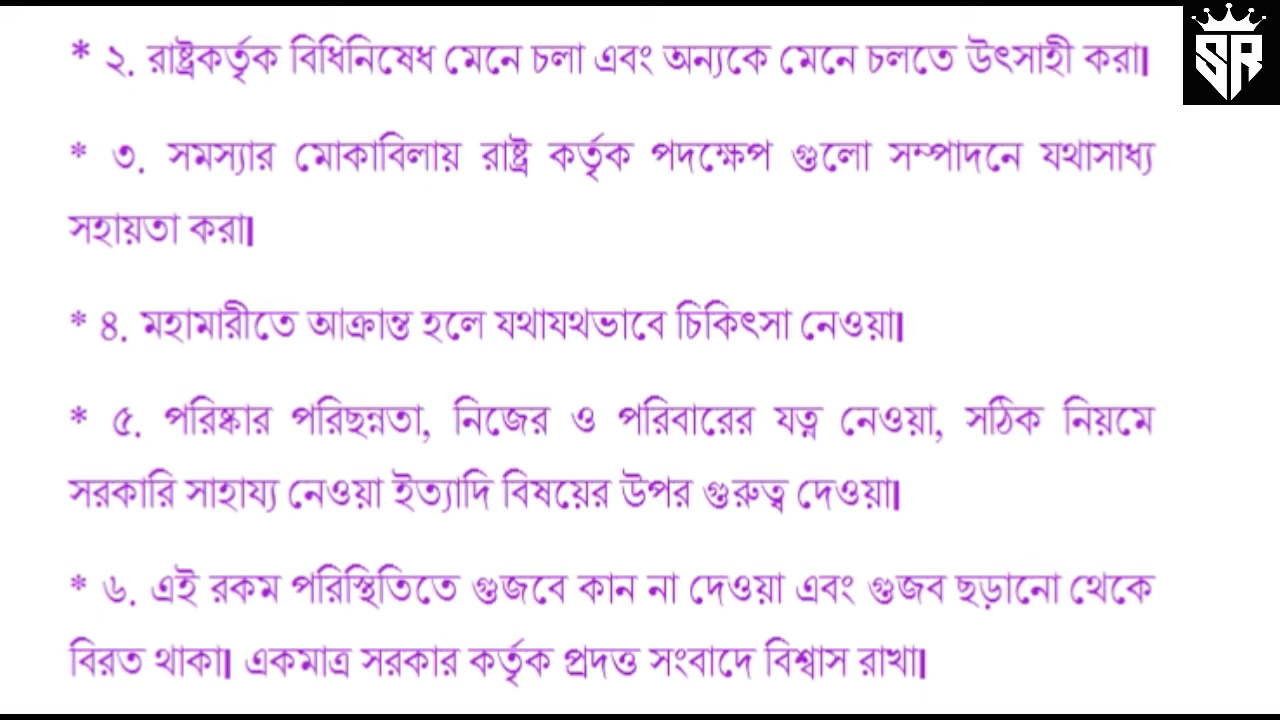 * ২. রাষ্ট্রকর্তৃক বিধিনিষেধ মেনে চলা এবং অন্যকে মেনে চলতে উৎসাহী করা।
SR
* ৩. সমস্যার মোকাবিলায় রাষ্ট্র কর্তৃক পদক্ষেপ গুলো সম্পাদনে যথাসাধ্য
সহায়তা করা।
* ৪. মহামারীতে আক্রান্ত হলে যথাযথভাবে চিকিৎসা নেওয়া।
* ৫. পরিষ্কার পরিছন্নতা, নিজের ও পরিবারের যত্ন নেওয়া, সঠিক নিয়মে
সরকারি সাহায্য নেওয়া ইত্যাদি বিষয়ের উপর গুরুত্ব দেওয়া।
* ৬. এই রকম পরিস্থিতিতে গুজবে কান না দেওয়া এবং গুজব ছড়ানো থেকে
বিরত থাকা। একমাত্র সরকার কর্তৃক প্রদত্ত সংবাদে বিশ্বাস রাখা।